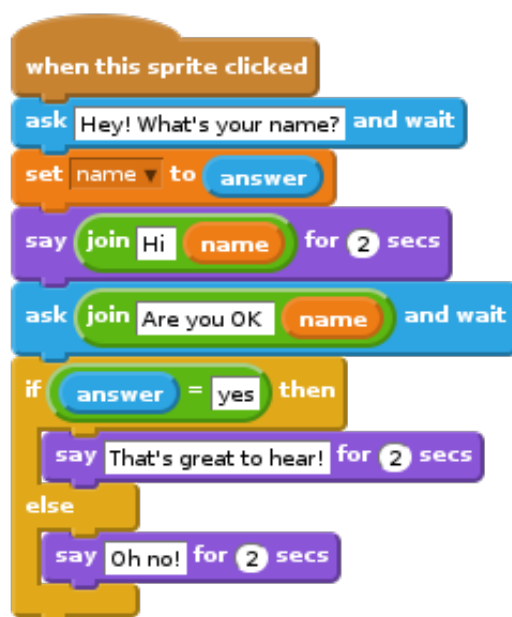 when this sprite clicked
ask Hey! What's your name? and wait
set name to answer
say join Hi name for 2 secs
ask join Are you OK name and wait
if answer = yes then
say That's great to hear! for 2 secs
else
say Oh no! for 2 secs